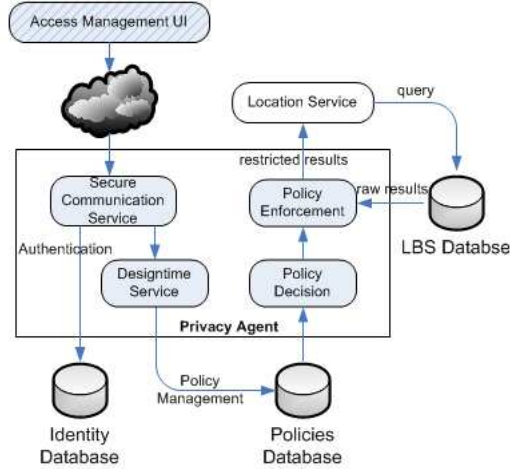 Access Management UI
Location Service
query
restricted results
Secure
Communication
Service
Policy
Enforcement
raw results
LBS Databse
Authentication
Designtime
Service
Policy
Decision
Privacy Agent
Policy
Management
Identity
Database
Policies
Database